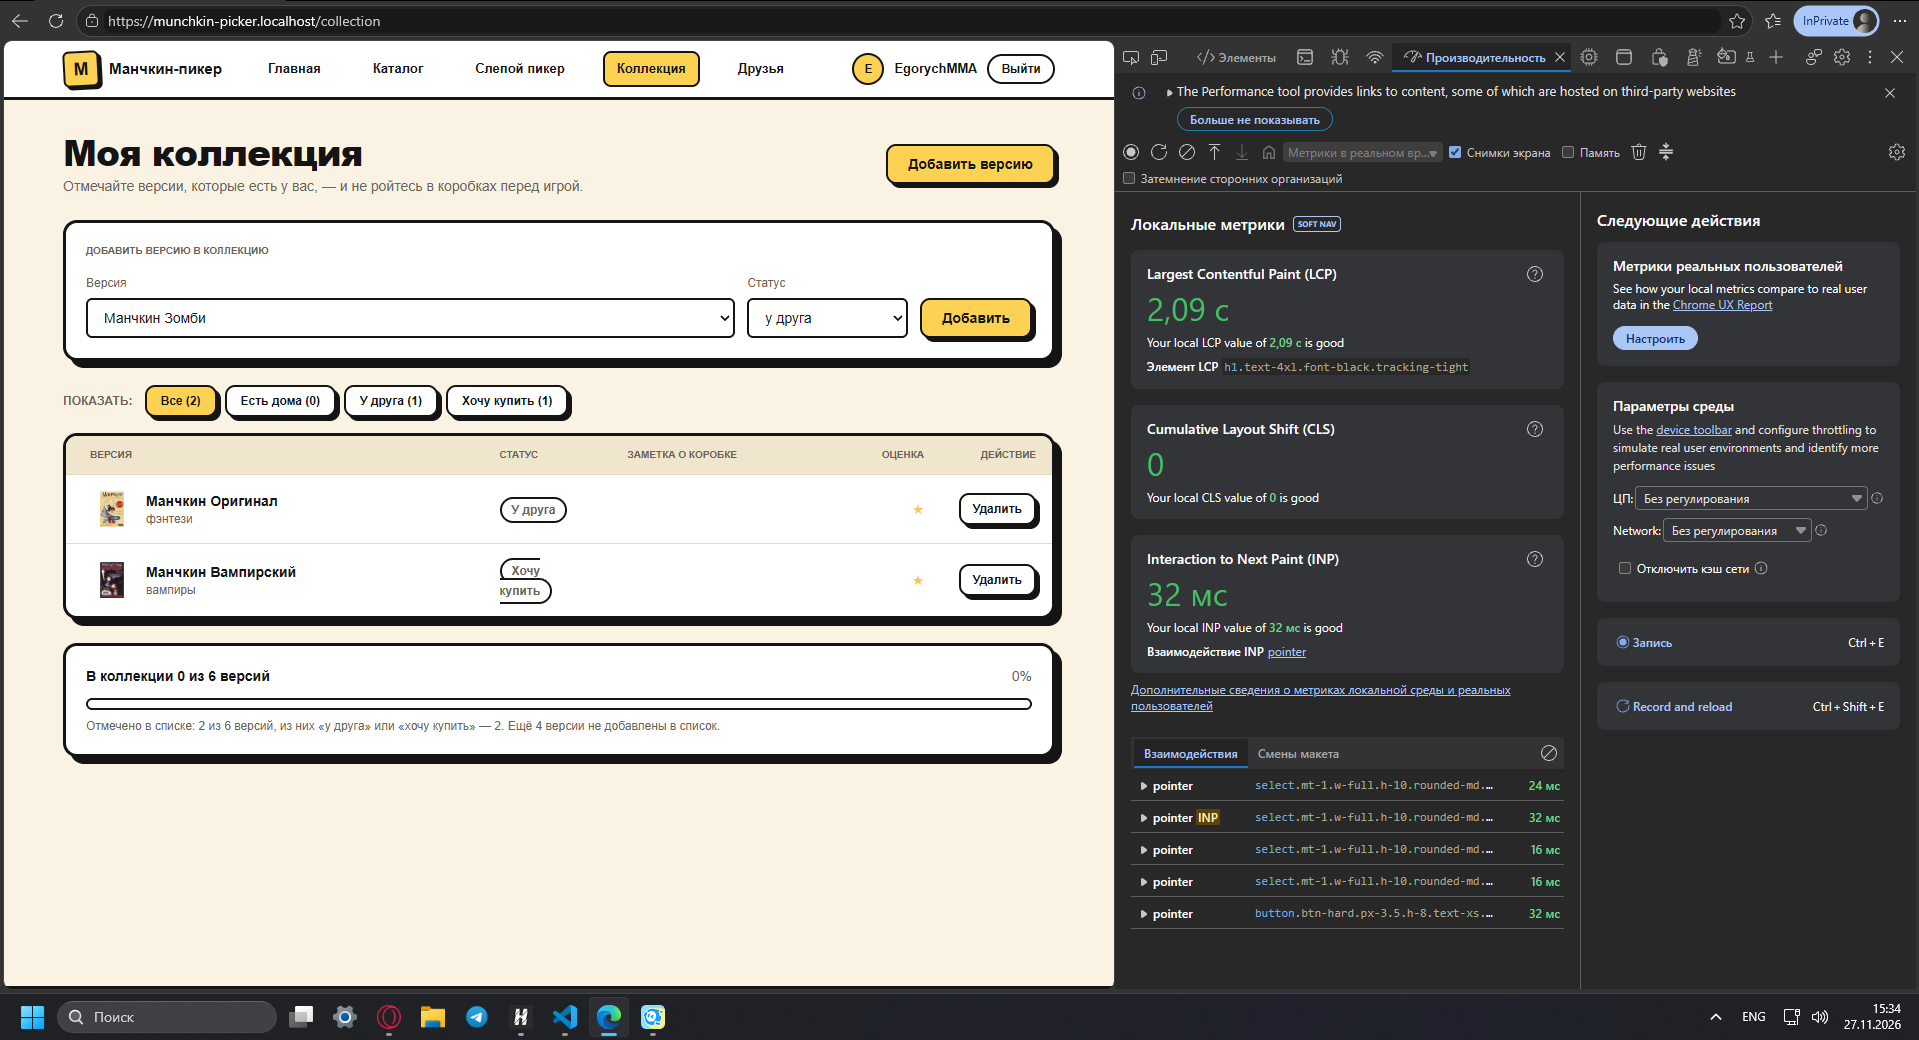 https://munchkin-picker.localhost/collection
InPrivate
M Манчкин-пикер Главная Каталог Слепой пикер Коллекция Друзья E EgorychMMA Выйти
Моя коллекция
Отмечайте версии, которые есть у вас, — и не ройтесь в коробках перед игрой.
Добавить версию
ДОБАВИТЬ ВЕРСИЮ В КОЛЛЕКЦИЮ
Версия Статус
Манчкин Зомби у друга Добавить
ПОКАЗАТЬ: Все (2) Есть дома (0) У друга (1) Хочу купить (1)
ВЕРСИЯ СТАТУС ЗАМЕТКА О КОРОБКЕ ОЦЕНКА ДЕЙСТВИЕ
Манчкин Оригинал
фэнтези
У друга
★
Удалить
Манчкин Вампирский
вампиры
Хочу
купить
★
Удалить
В коллекции 0 из 6 версий 0%
Отмечено в списке: 2 из 6 версий, из них «у друга» или «хочу купить» — 2. Ещё 4 версии не добавлены в список.
Элементы Производительность
The Performance tool provides links to content, some of which are hosted on third-party websites
Больше не показывать
Метрики в реальном вр... Снимки экрана Память
Затемнение сторонних организаций
Локальные метрики SOFT NAV
Largest Contentful Paint (LCP)
2,09 с
Your local LCP value of 2,09 с is good
Элемент LCP h1.text-4xl.font-black.tracking-tight
Cumulative Layout Shift (CLS)
0
Your local CLS value of 0 is good
Interaction to Next Paint (INP)
32 мс
Your local INP value of 32 мс is good
Взаимодействие INP pointer
Дополнительные сведения о метриках локальной среды и реальных
пользователей
Взаимодействия Смены макета
pointer select.mt-1.w-full.h-10.rounded-md.… 24 мс
pointer INP select.mt-1.w-full.h-10.rounded-md.… 32 мс
pointer select.mt-1.w-full.h-10.rounded-md.… 16 мс
pointer select.mt-1.w-full.h-10.rounded-md.… 16 мс
pointer button.btn-hard.px-3.5.h-8.text-xs.… 32 мс
Следующие действия
Метрики реальных пользователей
See how your local metrics compare to real user
data in the Chrome UX Report
Настроить
Параметры среды
Use the device toolbar and configure throttling to
simulate real user environments and identify more
performance issues
ЦП: Без регулирования
Network: Без регулирования
Отключить кэш сети
Запись Ctrl + E
Record and reload Ctrl + Shift + E
Поиск
ENG
15:34
27.11.2026